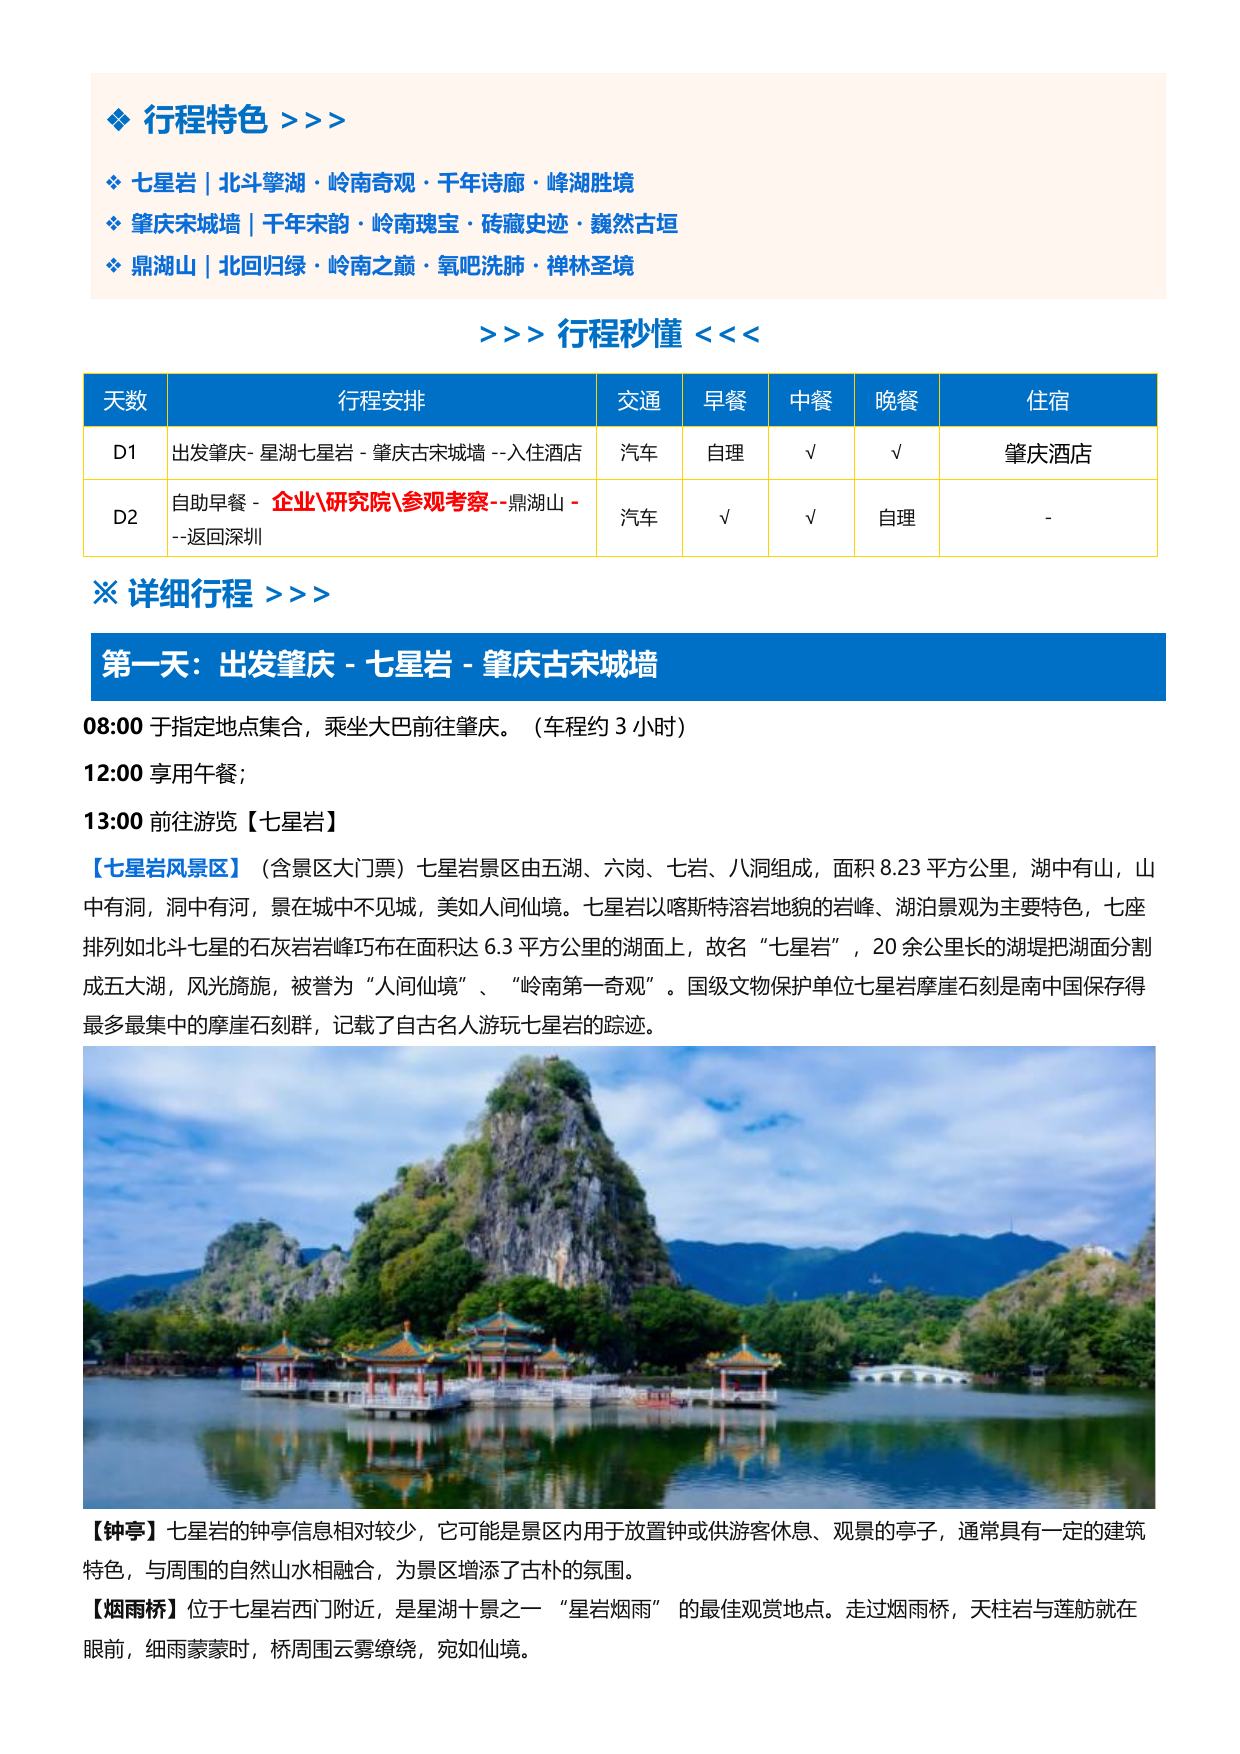 ❖ 行程特色 >>>
❖ 七星岩 | 北斗擎湖 · 岭南奇观 · 千年诗廊 · 峰湖胜境
❖ 肇庆宋城墙 | 千年宋韵 · 岭南瑰宝 · 砖藏史迹 · 巍然古垣
❖ 鼎湖山 | 北回归绿 · 岭南之巅 · 氧吧洗肺 · 禅林圣境
>>> 行程秒懂 <<<
天数 行程安排 交通 早餐 中餐 晚餐 住宿
D1 出发肇庆- 星湖七星岩 - 肇庆古宋城墙 --入住酒店 汽车 自理 √ √ 肇庆酒店
D2 自助早餐 - 企业\研究院\参观考察--鼎湖山 - 汽车 √ √ 自理 -
--返回深圳
※ 详细行程 >>>
第一天：出发肇庆 - 七星岩 - 肇庆古宋城墙
08:00 于指定地点集合，乘坐大巴前往肇庆。（车程约 3 小时）
12:00 享用午餐；
13:00 前往游览【七星岩】
【七星岩风景区】（含景区大门票）七星岩景区由五湖、六岗、七岩、八洞组成，面积 8.23 平方公里，湖中有山，山
中有洞，洞中有河，景在城中不见城，美如人间仙境。七星岩以喀斯特溶岩地貌的岩峰、湖泊景观为主要特色，七座
排列如北斗七星的石灰岩岩峰巧布在面积达 6.3 平方公里的湖面上，故名“七星岩”，20 余公里长的湖堤把湖面分割
成五大湖，风光旖旎，被誉为“人间仙境”、“岭南第一奇观”。国级文物保护单位七星岩摩崖石刻是南中国保存得
最多最集中的摩崖石刻群，记载了自古名人游玩七星岩的踪迹。
【钟亭】七星岩的钟亭信息相对较少，它可能是景区内用于放置钟或供游客休息、观景的亭子，通常具有一定的建筑
特色，与周围的自然山水相融合，为景区增添了古朴的氛围。
【烟雨桥】位于七星岩西门附近，是星湖十景之一 “星岩烟雨” 的最佳观赏地点。走过烟雨桥，天柱岩与莲舫就在
眼前，细雨蒙蒙时，桥周围云雾缭绕，宛如仙境。